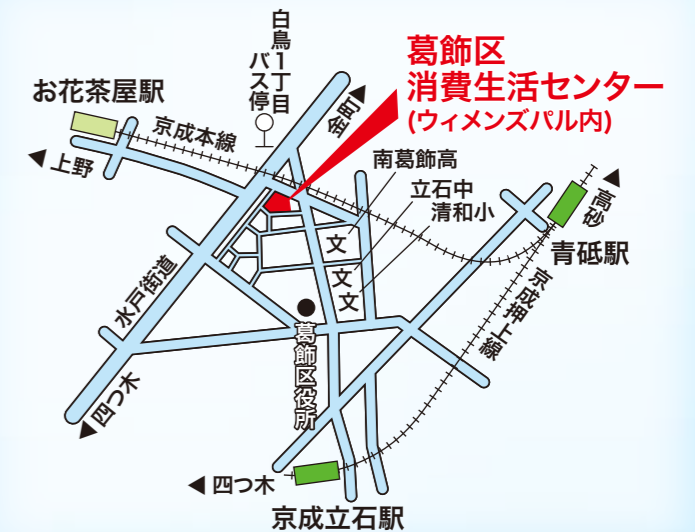 白鳥1丁目
バス停
葛飾区
消費生活センター
(ウィメンズパル内)
お花茶屋駅
京成本線
金町
上野
南葛飾高
立石中
清和小
高砂
文
文
文
青砥駅
水戸街道
京成押上線
葛飾区役所
四つ木
四つ木
京成立石駅